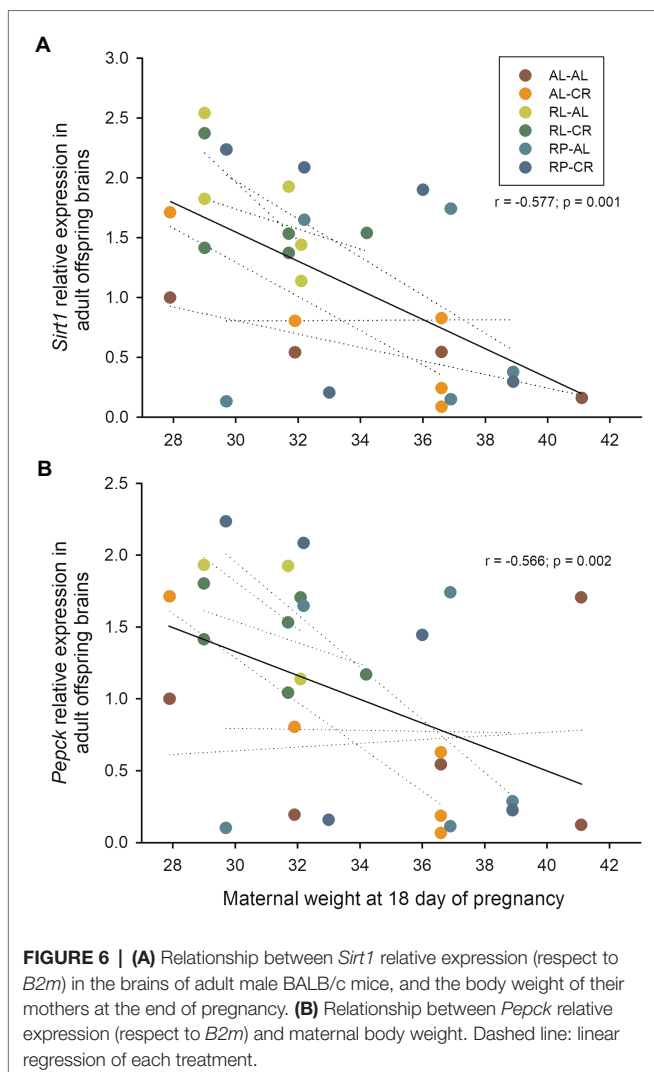 A
Sirt1 relative expression in
adult offspring brains
3.0
2.5
2.0
1.5
1.0
0.5
0.0
28 30 32 34 36 38 40 42
AL-AL
AL-CR
RL-AL
RL-CR
RP-AL
RP-CR
r = -0.577; p = 0.001
B
Pepck relative expression in
adult offspring brains
2.5
2.0
1.5
1.0
0.5
0.0
r = -0.566; p = 0.002
28 30 32 34 36 38 40 42
Maternal weight at 18 day of pregnancy
FIGURE 6 | (A) Relationship between Sirt1 relative expression (respect to
B2m) in the brains of adult male BALB/c mice, and the body weight of their
mothers at the end of pregnancy. (B) Relationship between Pepck relative
expression (respect to B2m) and maternal body weight. Dashed line: linear
regression of each treatment.